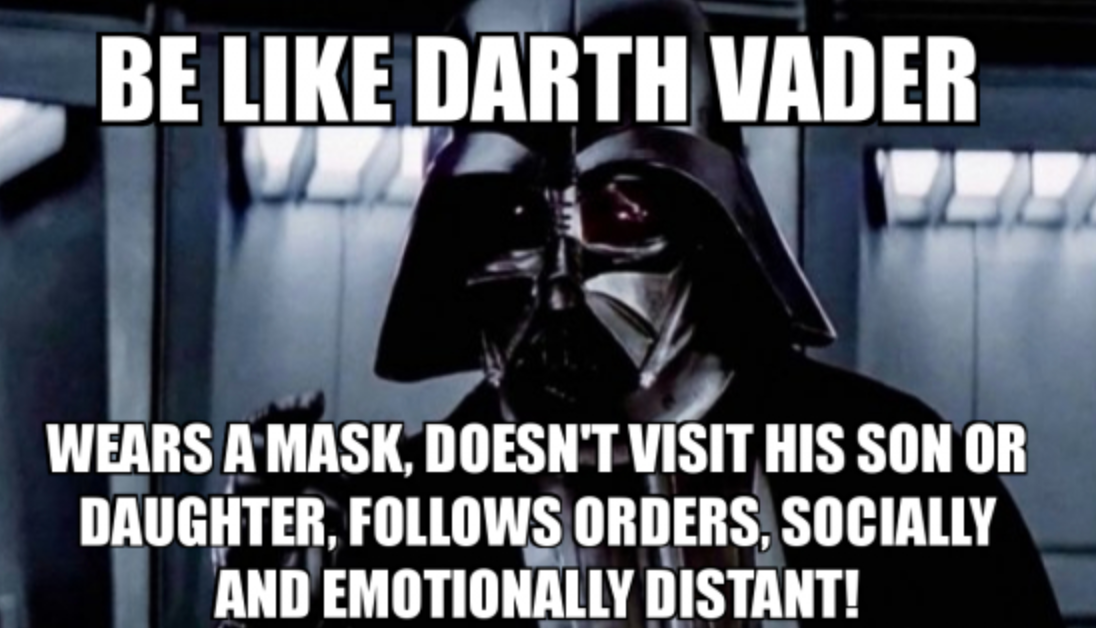 BE LIKE DARTH VADER
WEARS A MASK, DOESN'T VISIT HIS SON OR
DAUGHTER, FOLLOWS ORDERS, SOCIALLY
AND EMOTIONALLY DISTANT!